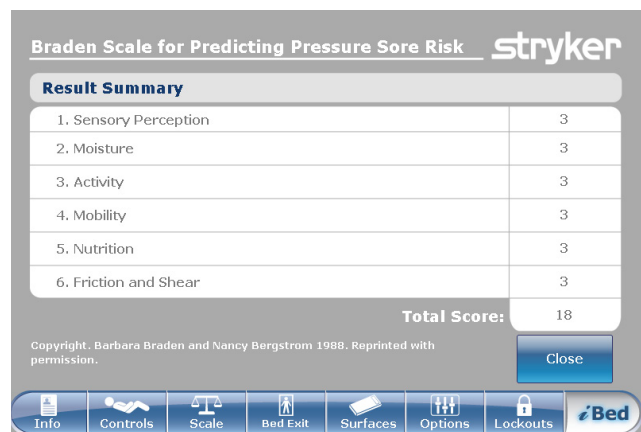 Braden Scale for Predicting Pressure Sore Risk stryker
Result Summary
1. Sensory Perception 3
2. Moisture 3
3. Activity 3
4. Mobility 3
5. Nutrition 3
6. Friction and Shear 3
Total Score: 18
Copyright. Barbara Braden and Nancy Bergstrom 1988. Reprinted with
permission.
Close
Info Controls Scale Bed Exit Surfaces Options Lockouts iBed